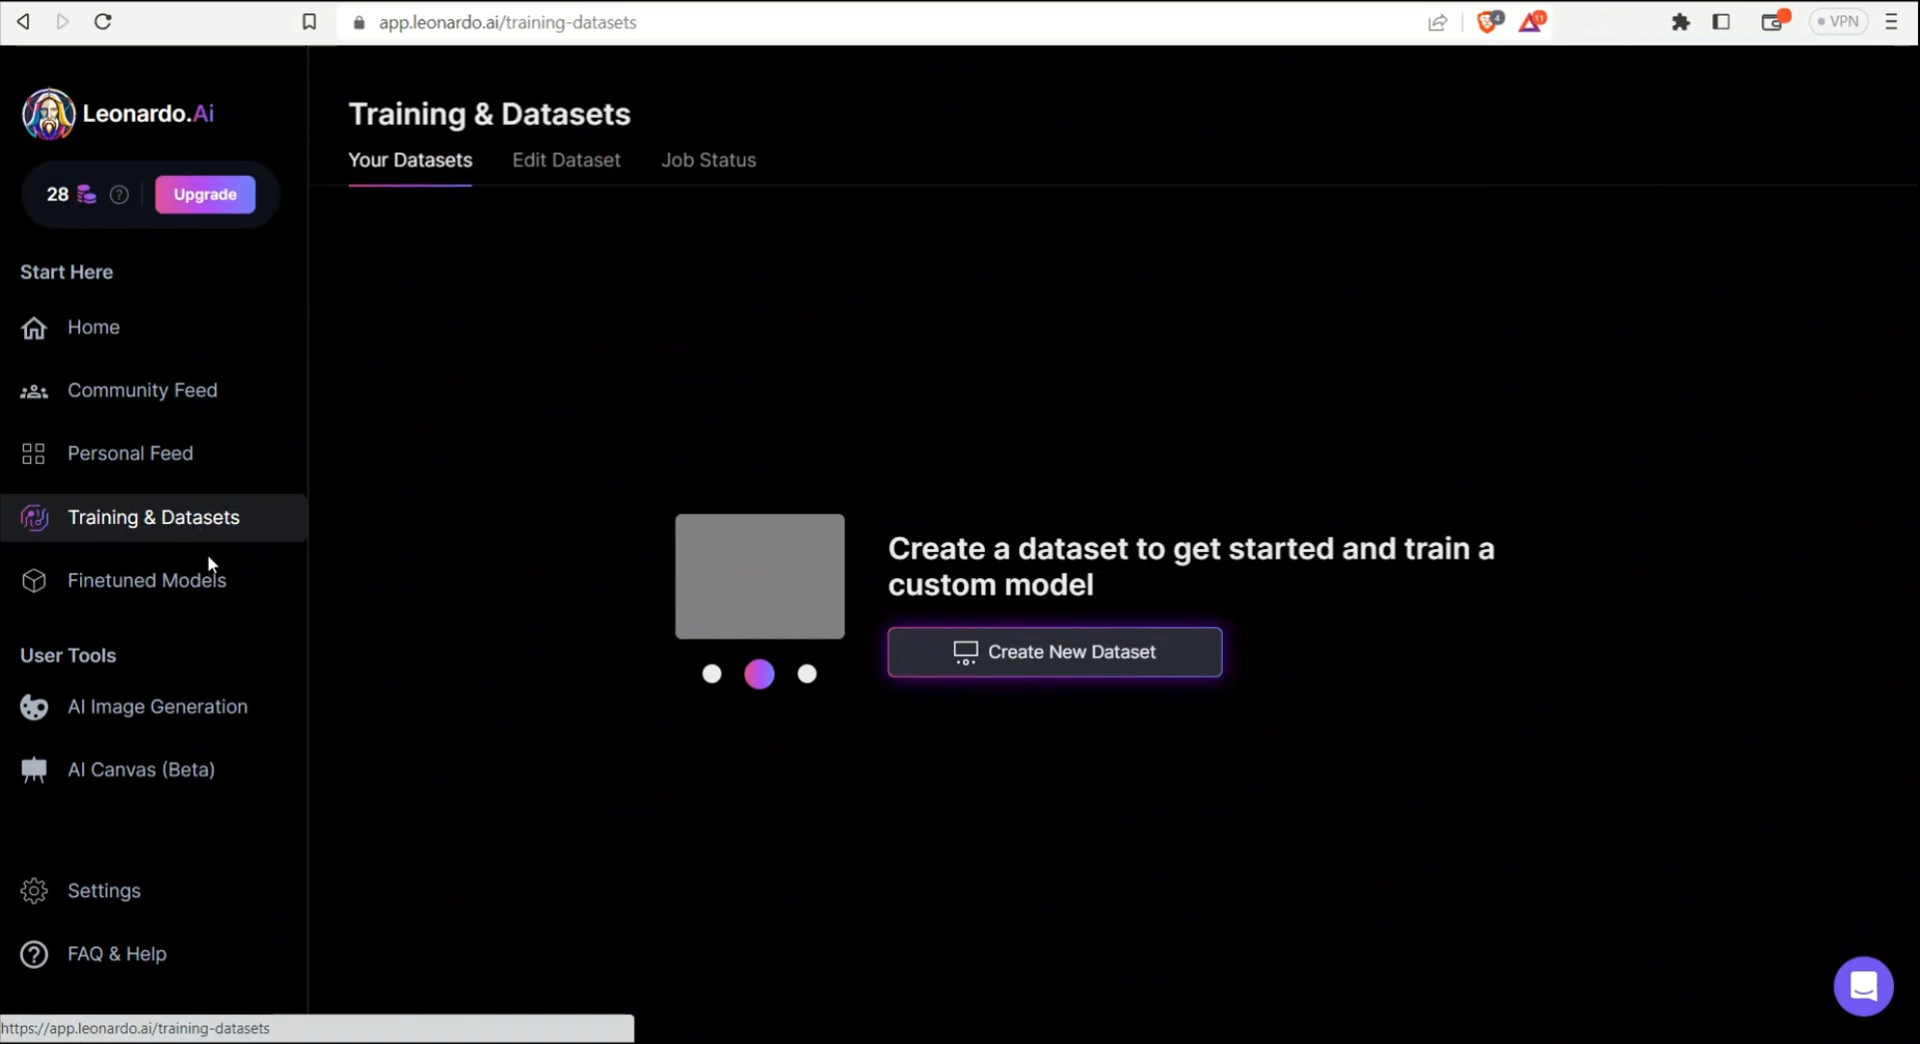 app.leonardo.ai/training-datasets
4
11
VPN
Leonardo.Ai
28
?
Upgrade
Start Here
Home
Community Feed
Personal Feed
Training & Datasets
Finetuned Models
User Tools
AI Image Generation
AI Canvas (Beta)
Settings
?
FAQ & Help
Training & Datasets
Your Datasets
Edit Dataset
Job Status
Create a dataset to get started and train a
custom model
Create New Dataset
https://app.leonardo.ai/training-datasets